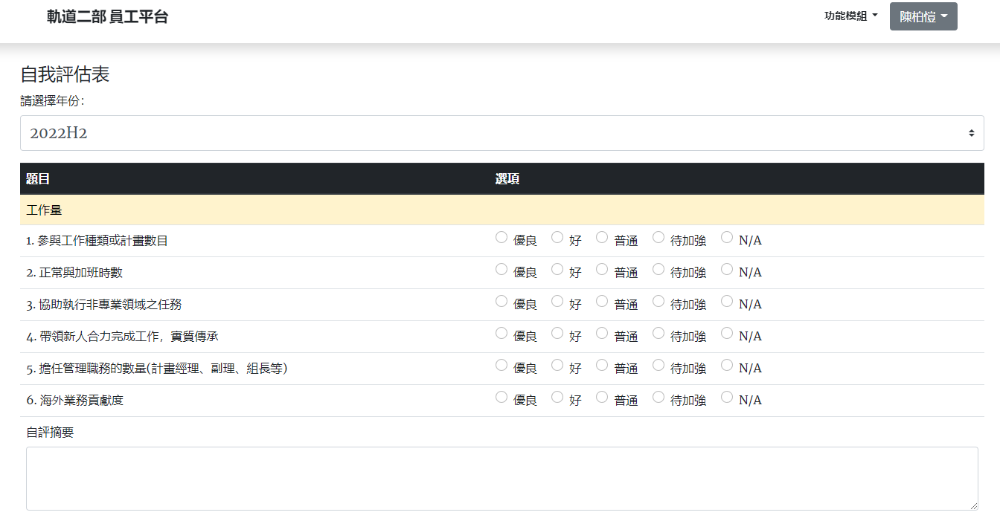 軌道二部 員工平台
功能模組
陳柏愷
自我評估表
請選擇年份：
2022H2
題目 選項
工作量
1. 參與工作種類或計畫數目 優良 好 普通 待加強 N/A
2. 正常與加班時數 優良 好 普通 待加強 N/A
3. 協助執行非專業領域之任務 優良 好 普通 待加強 N/A
4. 帶領新人合力完成工作，實質傳承 優良 好 普通 待加強 N/A
5. 擔任管理職務的數量(計畫經理、副理、組長等) 優良 好 普通 待加強 N/A
6. 海外業務貢獻度 優良 好 普通 待加強 N/A
自評摘要